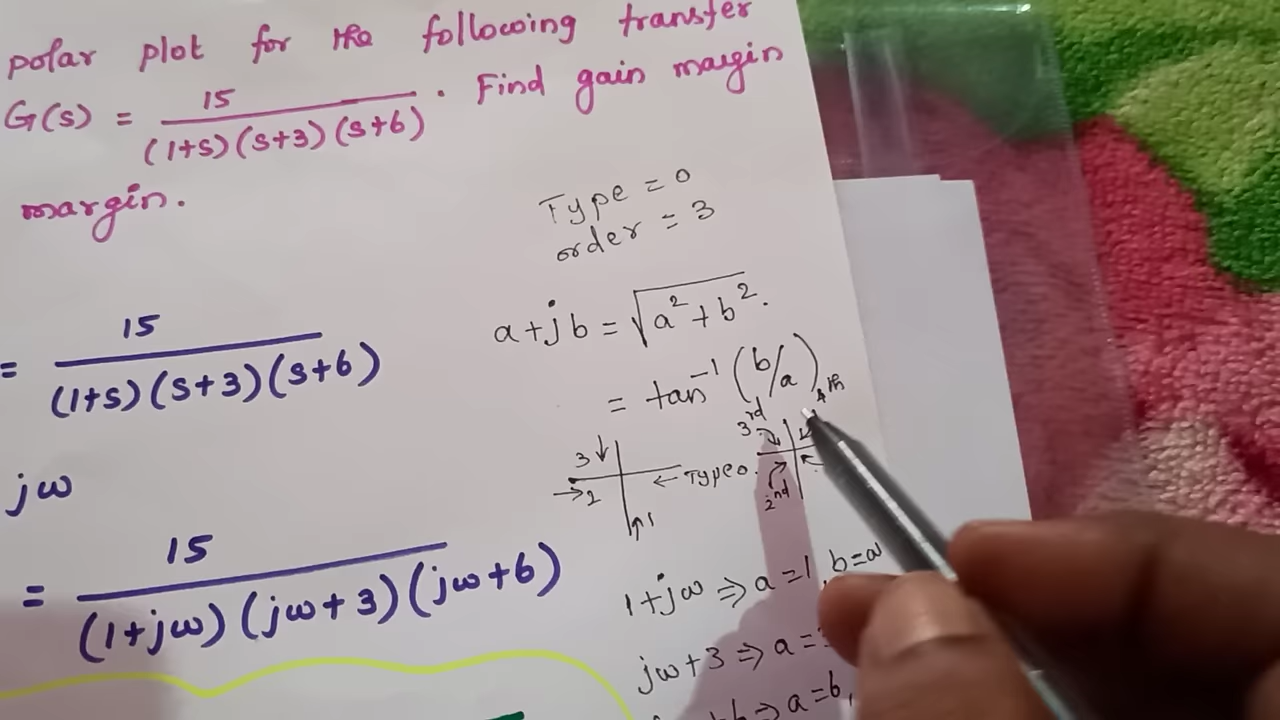 polar plot for the following transfer
G(s) = 15 / (1+s)(s+3)(s+6) . Find gain margin
margin.
Type = 0
order = 3
= 15 / (1+s)(s+3)(s+6)
a+jb = √a²+b².
= tan⁻¹(b/a)
3rd 4th
3↓
← Type 0.
→2
2nd
↑1
jω
= 15 / (1+jω)(jω+3)(jω+6)
1+jω ⇒ a=1, b=ω
jω+3 ⇒ a=
⇒ a=6,